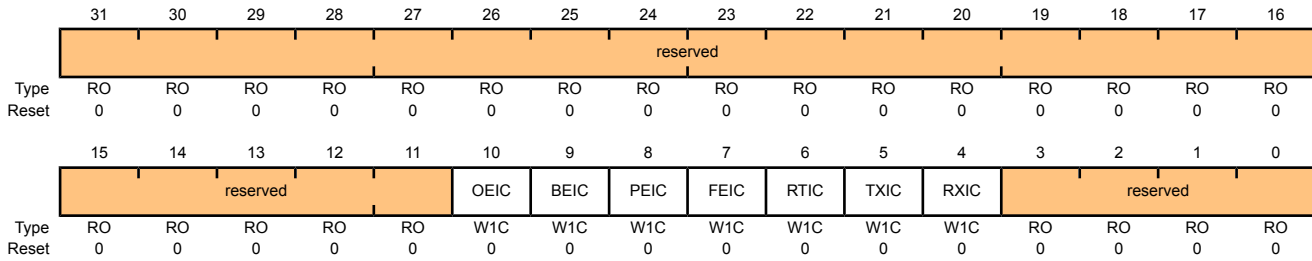 31 30 29 28 27 26 25 24 23 22 21 20 19 18 17 16
reserved
Type RO RO RO RO RO RO RO RO RO RO RO RO RO RO RO RO
Reset 0 0 0 0 0 0 0 0 0 0 0 0 0 0 0 0
15 14 13 12 11 10 9 8 7 6 5 4 3 2 1 0
reserved OEIC BEIC PEIC FEIC RTIC TXIC RXIC reserved
Type RO RO RO RO RO W1C W1C W1C W1C W1C W1C W1C RO RO RO RO
Reset 0 0 0 0 0 0 0 0 0 0 0 0 0 0 0 0